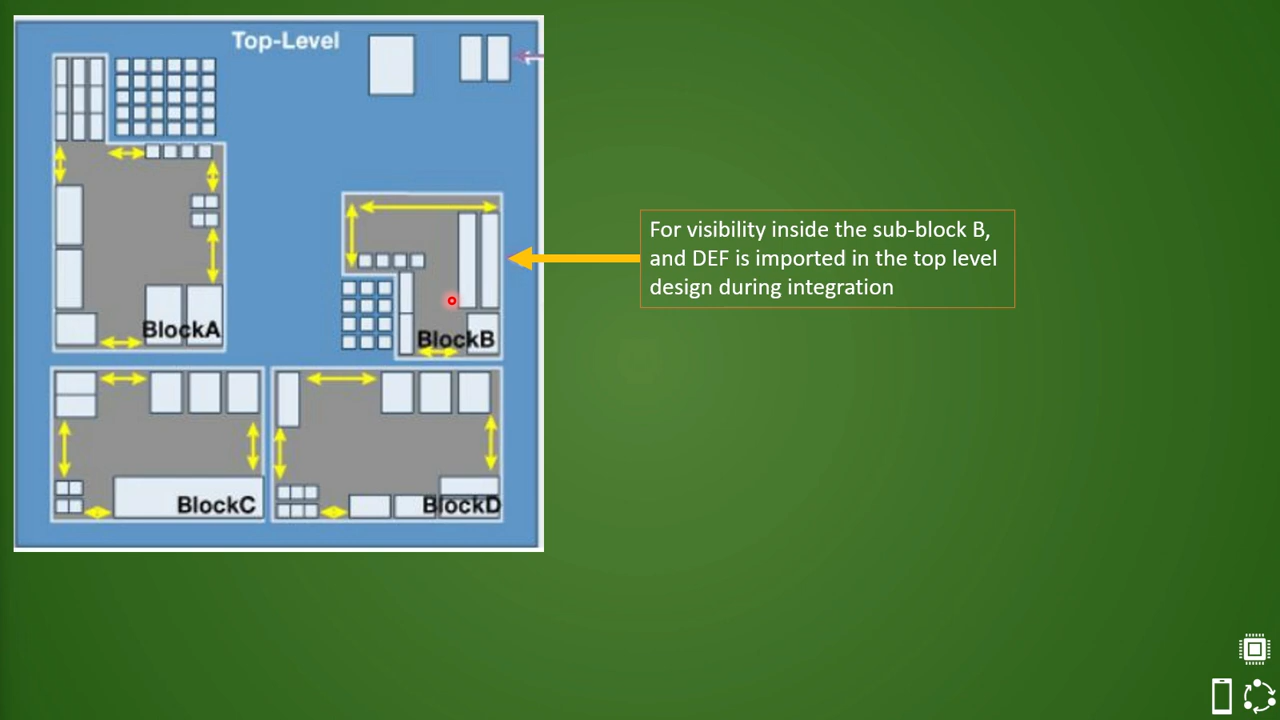 Top-Level
BlockA
BlockB
BlockC
BlockD
For visibility inside the sub-block B,
and DEF is imported in the top level
design during integration